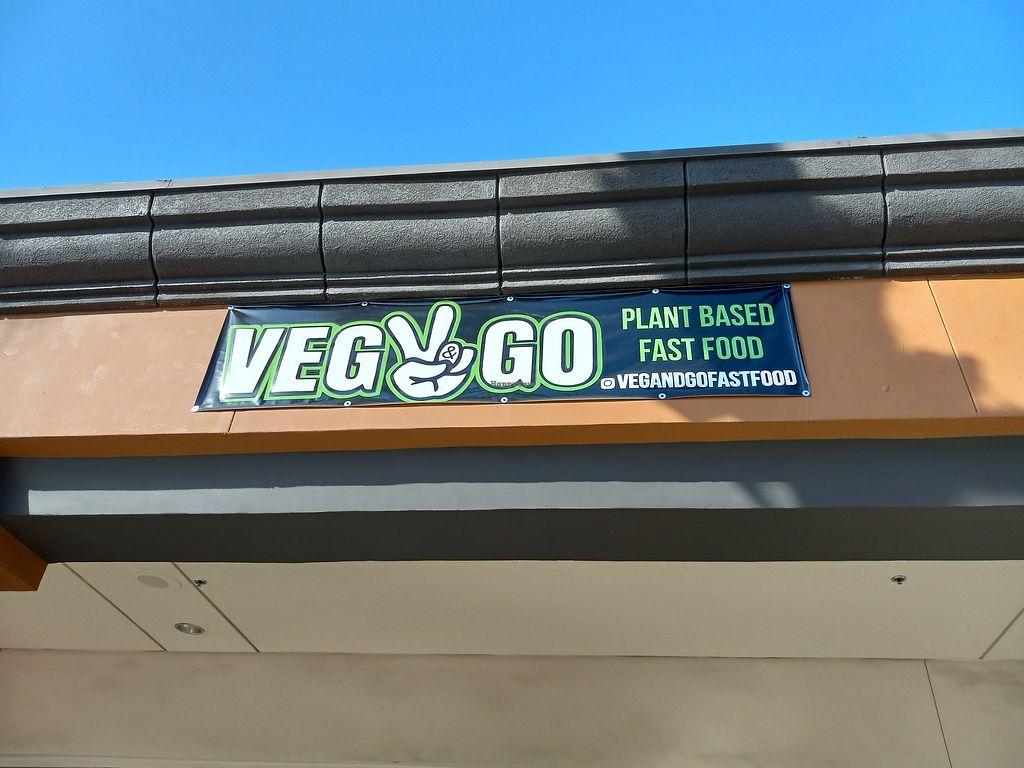 VEG & GO
PLANT BASED
FAST FOOD
@VEGANDGOFASTFOOD